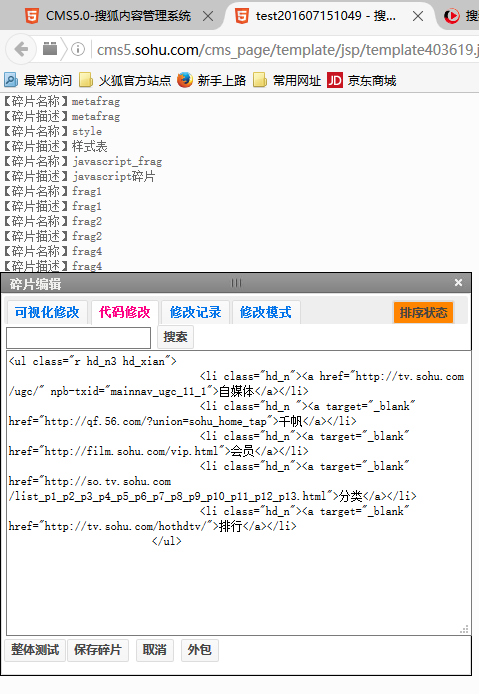 CMS5.0-搜狐内容管理系统 × test201607151049 - 搜... ×
cms5.sohu.com/cms_page/template/jsp/template403619.j
最常访问 火狐官方站点 新手上路 常用网址 JD 京东商城
【碎片名称】metafrag
【碎片描述】metafrag
【碎片名称】style
【碎片描述】样式表
【碎片名称】javascript_frag
【碎片描述】javascript碎片
【碎片名称】frag1
【碎片描述】frag1
【碎片名称】frag2
【碎片描述】frag2
【碎片名称】frag4
【碎片描述】frag4
碎片编辑 ×
可视化修改 代码修改 修改记录 修改模式 排序状态
搜索
<ul class="r hd_n3 hd_xian">
<li class="hd_n"><a href="http://tv.sohu.com
/ugc/" npb-txid="mainnav_ugc_11_1">自媒体</a></li>
<li class="hd_n "><a target="_blank"
href="http://qf.56.com/?union=sohu_home_tap">千帆</a></li>
<li class="hd_n"><a target="_blank"
href="http://film.sohu.com/vip.html">会员</a></li>
<li class="hd_n"><a target="_blank"
href="http://so.tv.sohu.com
/list_p1_p2_p3_p4_p5_p6_p7_p8_p9_p10_p11_p12_p13.html">分类</a></li>
<li class="hd_n"><a target="_blank"
href="http://tv.sohu.com/hothdtv/">排行</a></li>
</ul>
整体测试 保存碎片 取消 外包